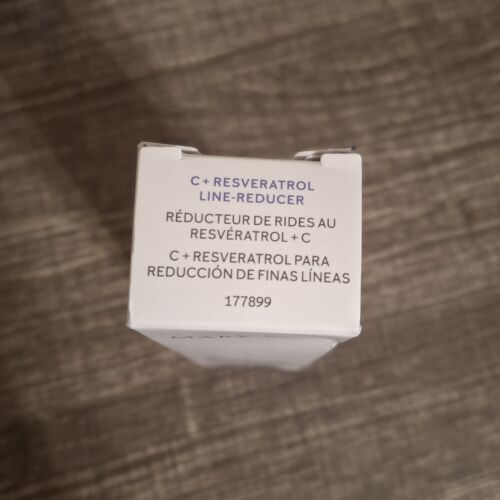 C + RESVERATROL
LINE-REDUCER
RÉDUCTEUR DE RIDES AU
RESVÉRATROL + C
C + RESVERATROL PARA
REDUCCIÓN DE FINAS LÍNEAS
177899